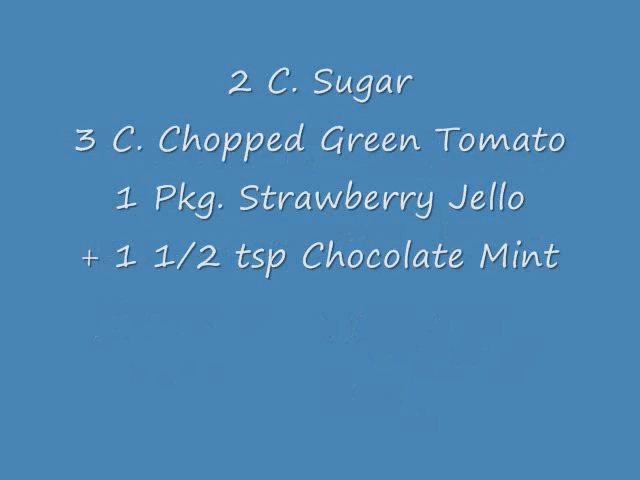 2 C. Sugar
3 C. Chopped Green Tomato
1 Pkg. Strawberry Jello
+ 1 1/2 tsp Chocolate Mint